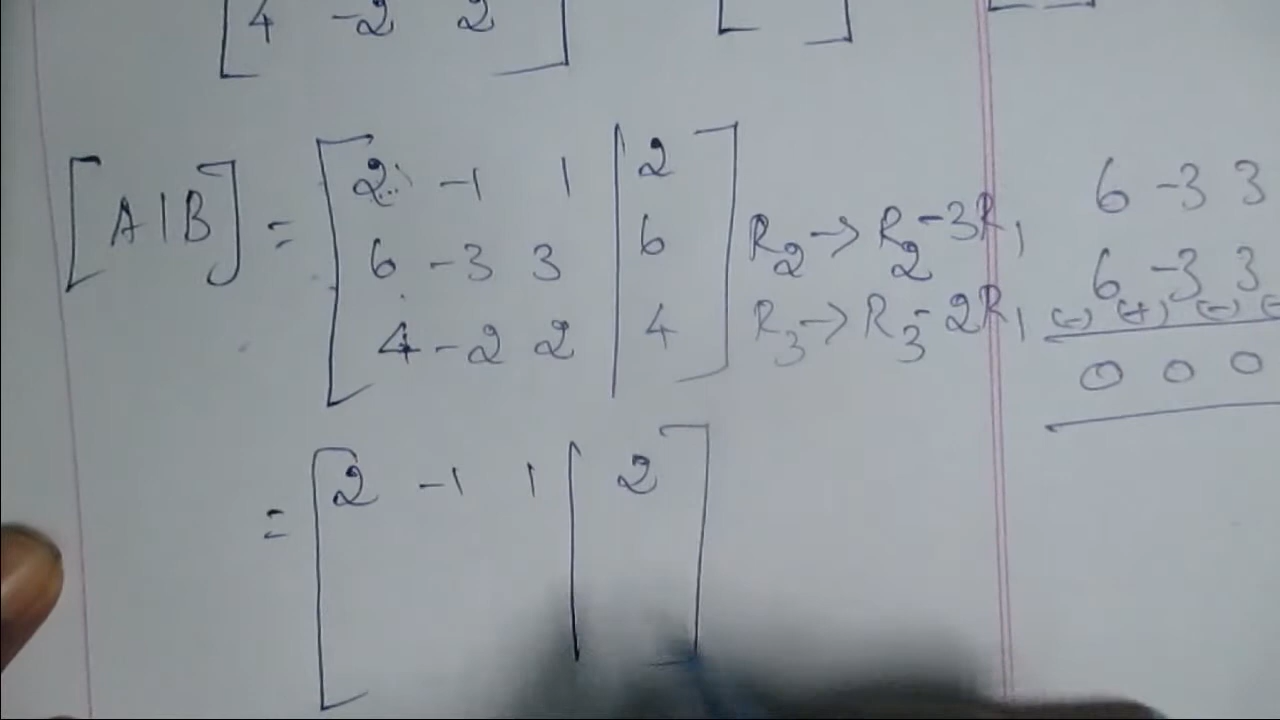 4 -2 2
[A|B] = 2 -1 1 | 2
6 -3 3 | 6 R2 → R2 - 3R1
4 -2 2 | 4 R3 → R3 - 2R1
= 2 -1 1 | 2
6 -3 3
6 -3 3
(-) (+) (-) (-
0 0 0